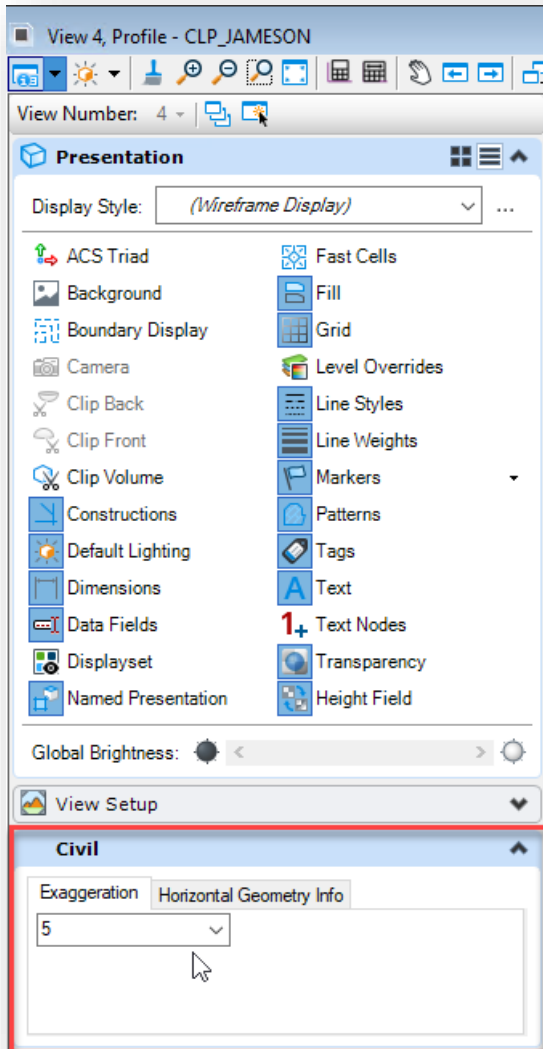 View 4, Profile - CLP_JAMESON
View Number: 4
Presentation
Display Style: (Wireframe Display) ...
ACS Triad
Background
Boundary Display
Camera
Clip Back
Clip Front
Clip Volume
Constructions
Default Lighting
Dimensions
Data Fields
Displayset
Named Presentation
Fast Cells
Fill
Grid
Level Overrides
Line Styles
Line Weights
Markers
Patterns
Tags
Text
Text Nodes
Transparency
Height Field
Global Brightness:
View Setup
Civil
Exaggeration Horizontal Geometry Info
5